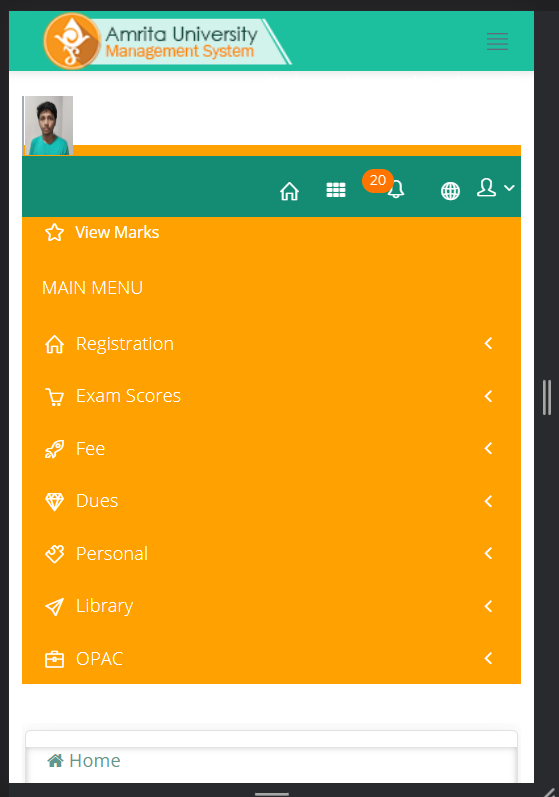 Amrita University
Management System
20
View Marks
MAIN MENU
Registration
Exam Scores
Fee
Dues
Personal
Library
OPAC
Home